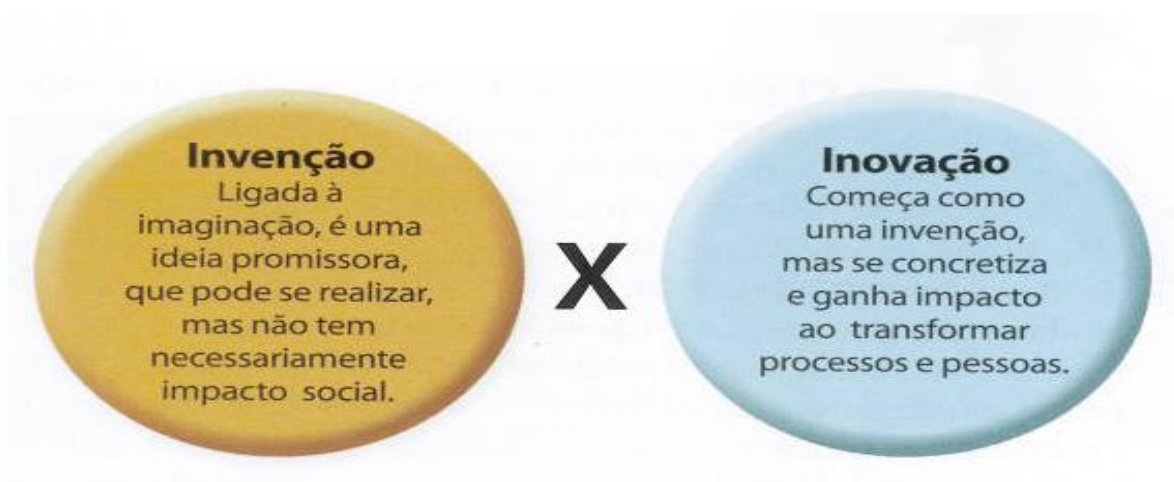 Invenção
Ligada à
imaginação, é uma
ideia promissora,
que pode se realizar,
mas não tem
necessariamente
impacto social.
X
Inovação
Começa como
uma invenção,
mas se concretiza
e ganha impacto
ao transformar
processos e pessoas.